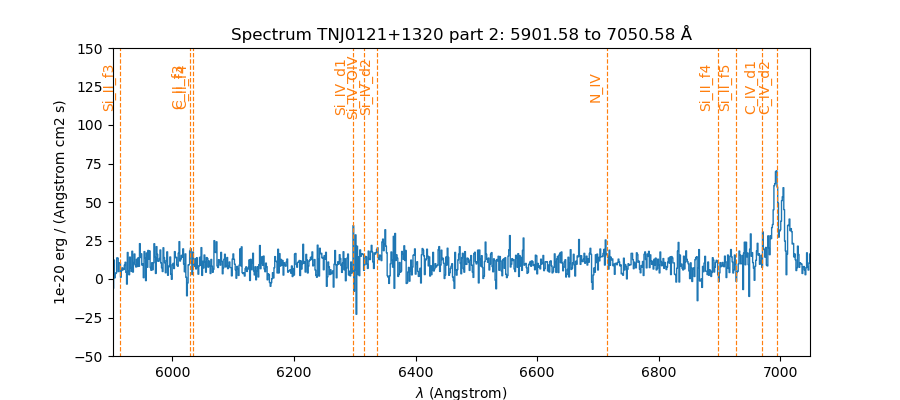 Spectrum TNJ0121+1320 part 2: 5901.58 to 7050.58 Å
1e-20 erg / (Angstrom cm2 s)
150
125
100
75
50
25
0
−25
−50
Si_II_f3
C_II_f2
Si_IV_d1
Si_IV_OIV
Si_IV_d2
N_IV
Si_II_f4
Si_II_f5
C_IV_d1
C_IV_d2
6000
6200
6400
6600
6800
7000
λ (Angstrom)